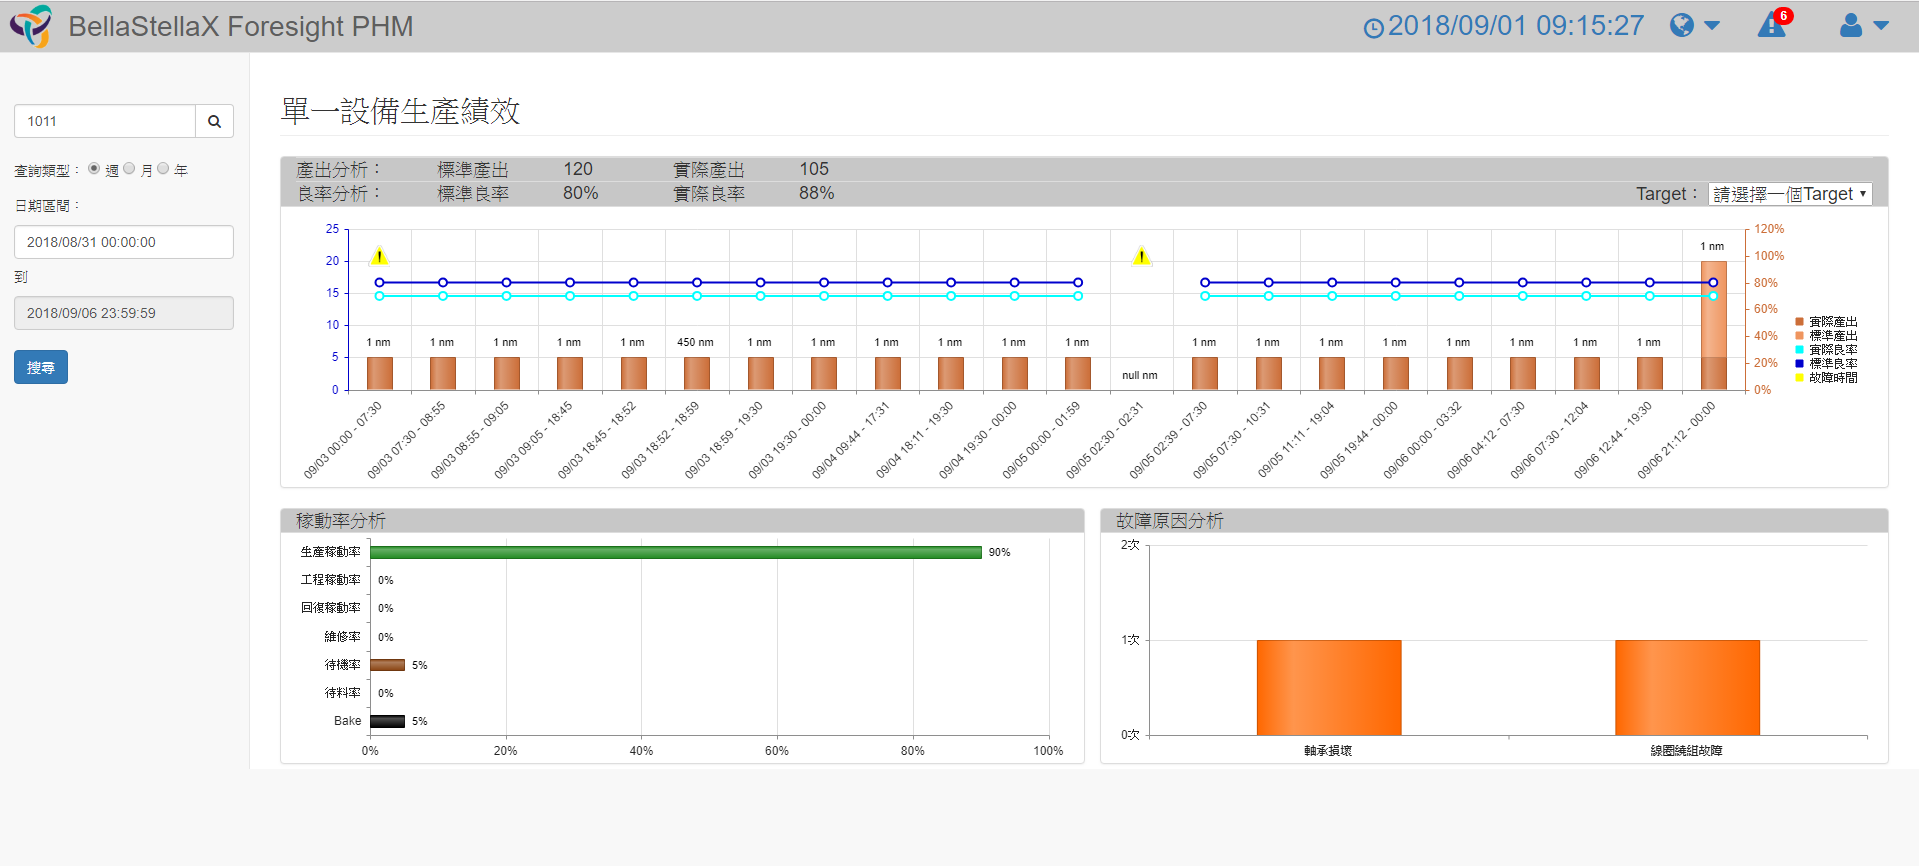 BellaStellaX Foresight PHM
2018/09/01 09:15:27
6
1011
查詢類型： 週 月 年
日期區間：
2018/08/31 00:00:00
到
2018/09/06 23:59:59
搜尋
單一設備生產績效
產出分析： 標準產出 120 實際產出 105
良率分析： 標準良率 80% 實際良率 88%
Target： 請選擇一個Target
25
20
15
10
5
0
120%
100%
80%
60%
40%
20%
0%
1 nm 1 nm 1 nm 1 nm 1 nm 450 nm 1 nm 1 nm 1 nm 1 nm 1 nm 1 nm null nm 1 nm 1 nm 1 nm 1 nm 1 nm 1 nm 1 nm 1 nm 1 nm
09/03 00:00 - 07:30
09/03 07:30 - 08:55
09/03 08:55 - 09:05
09/03 09:05 - 18:45
09/03 18:45 - 18:52
09/03 18:52 - 18:59
09/03 18:59 - 19:30
09/03 19:30 - 00:00
09/04 09:44 - 17:31
09/04 18:11 - 19:30
09/04 19:30 - 00:00
09/05 00:00 - 01:59
09/05 02:30 - 02:31
09/05 02:39 - 07:30
09/05 07:30 - 10:31
09/05 11:11 - 19:04
09/05 19:44 - 00:00
09/06 00:00 - 03:32
09/06 04:12 - 07:30
09/06 07:30 - 12:04
09/06 12:44 - 19:30
09/06 21:12 - 00:00
實際產出
標準產出
實際良率
標準良率
故障時間
稼動率分析
生產稼動率 90%
工程稼動率 0%
回復稼動率 0%
維修率 0%
待機率 5%
待料率 0%
Bake 5%
0% 20% 40% 60% 80% 100%
故障原因分析
2次
1次
0次
軸承損壞 線圈繞組故障